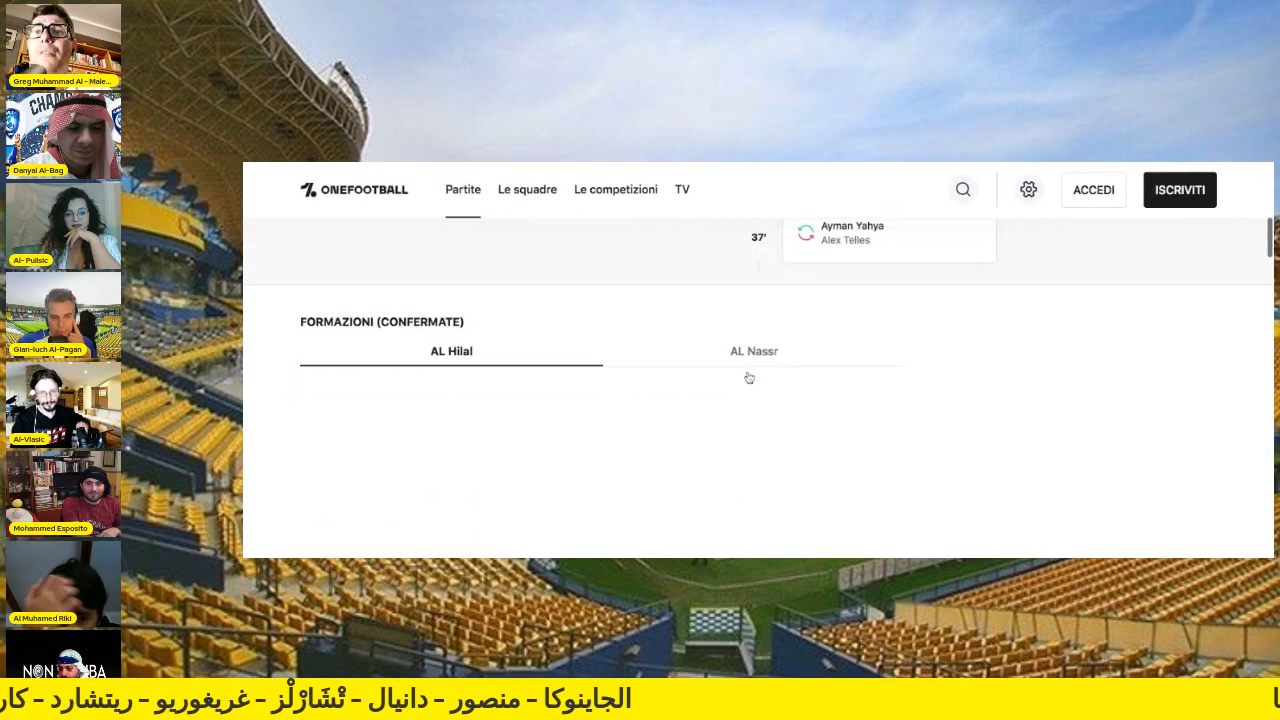 Greg Muhammad Al - Male...
CHAMP
Danyal Al-Bag
Al- Pulisic
Gian-luch Al-Pagan
Al-Vlasic
Mohammed Esposito
Al Muhamed Riki
ONEFOOTBALL
Partite
Le squadre
Le competizioni
TV
ACCEDI
ISCRIVITI
37'
Ayman Yahya
Alex Telles
FORMAZIONI (CONFERMATE)
AL Hilal
AL Nassr
الجاينوكا - منصور - دانيال - تْشَارْلْز - غريغوريو - ريتشارد - كار